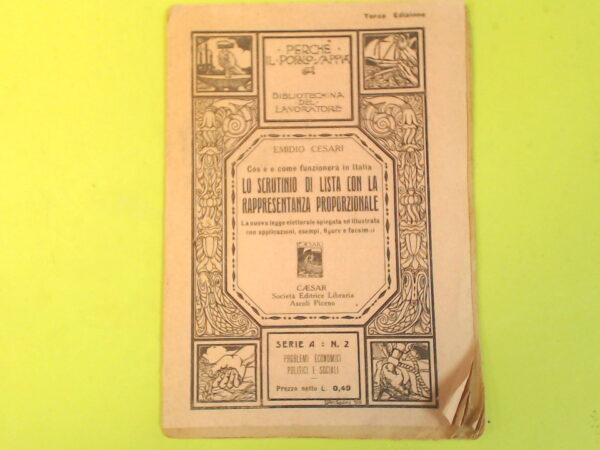 Terza Edizione
PERCHÈ
IL POPOLO SAPPIA
BIBLIOTECHINA
DEL
LAVORATORE
EMIDIO CESARI
Cos'è e come funzionerà in Italia
LO SCRUTINIO DI LISTA CON LA
RAPPRESENTANZA PROPORZIONALE
La nuova legge elettorale spiegata ed illustrata
con applicazioni, esempi, figure e facsimili
CÆSAR
CÆSAR
Società Editrice Libraria
Ascoli Piceno
SERIE A : N. 2
PROBLEMI ECONOMICI
POLITICI E SOCIALI
Prezzo netto L. 0,40